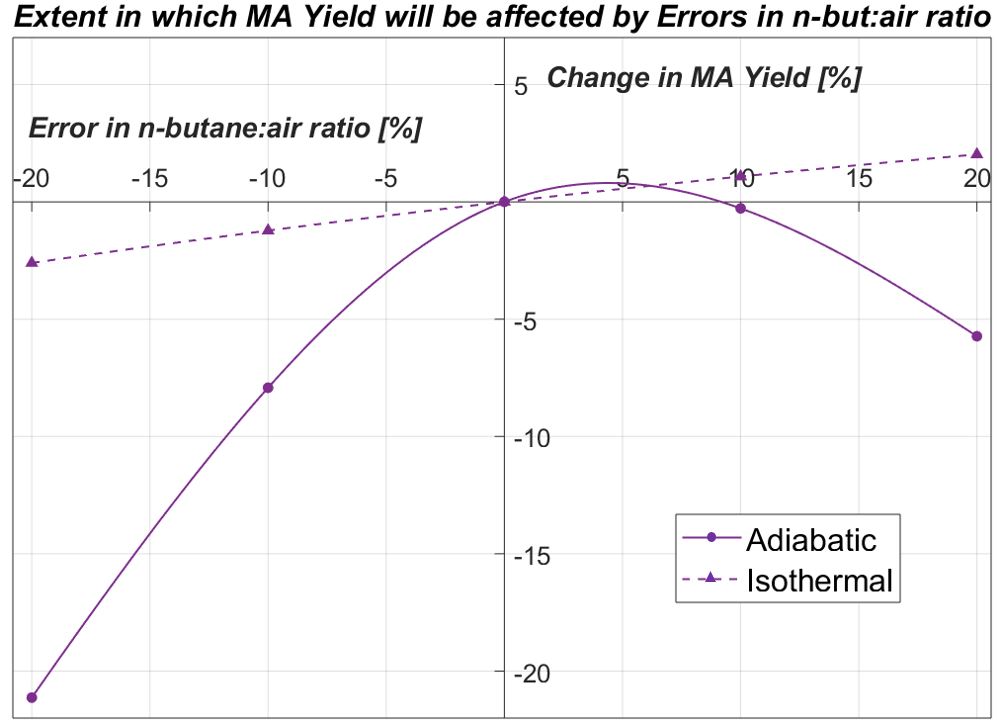 Extent in which MA Yield will be affected by Errors in n-but:air ratio
5 Change in MA Yield [%]
Error in n-butane:air ratio [%]
-20 -15 -10 -5 5 10 15 20
-5
-10
Adiabatic
-15
Isothermal
-20